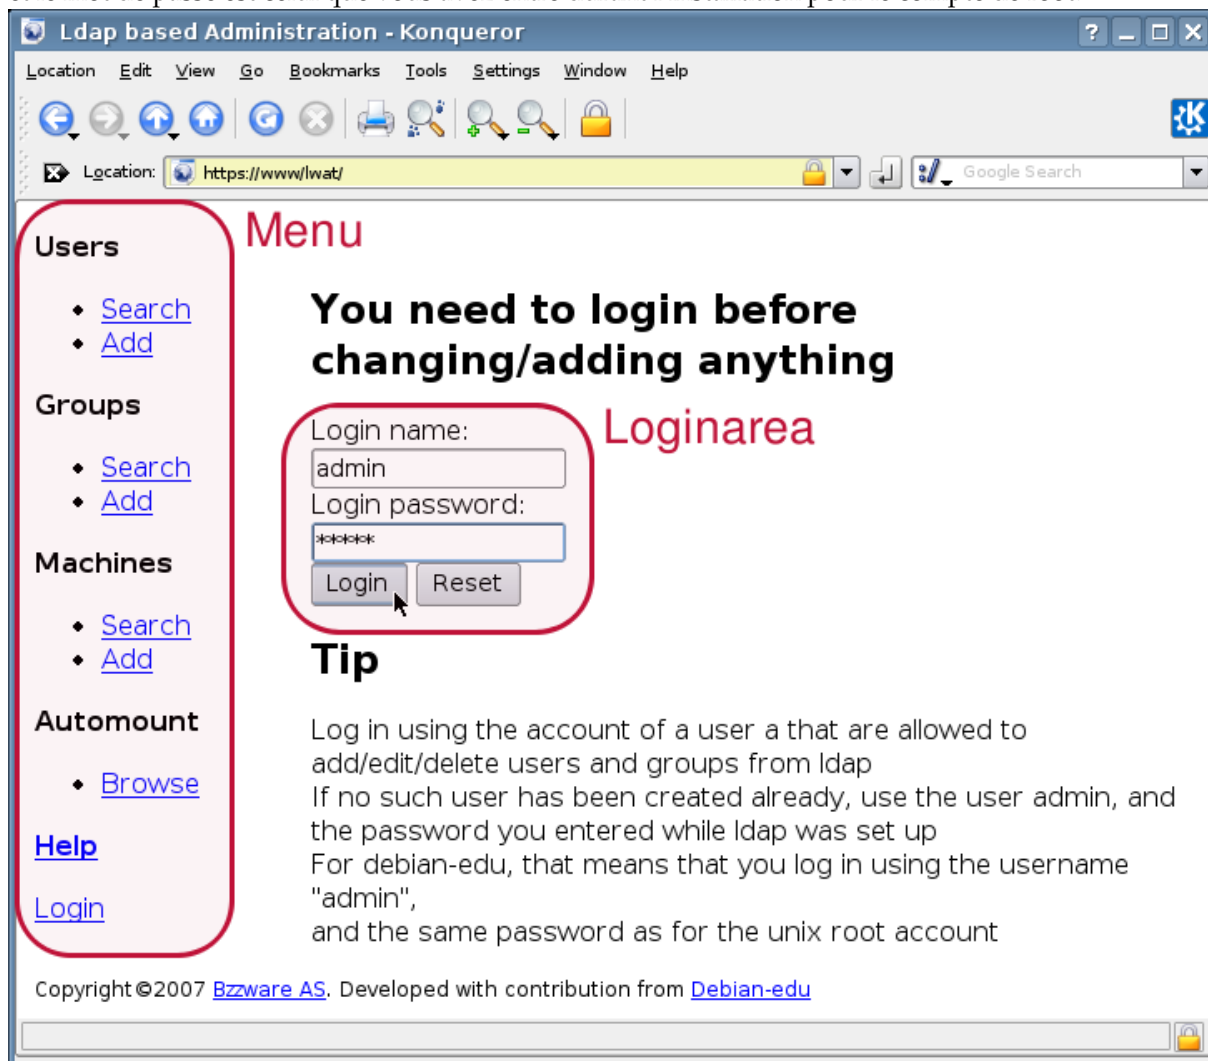 Ldap based Administration - Konqueror
Location Edit View Go Bookmarks Tools Settings Window Help
Location: https://www/lwat/ Google Search
Menu
Users
Search
Add
Groups
Search
Add
Machines
Search
Add
Automount
Browse
Help
Login
You need to login before
changing/adding anything
Loginarea
Login name:
admin
Login password:
*****
Login Reset
Tip
Log in using the account of a user a that are allowed to
add/edit/delete users and groups from ldap
If no such user has been created already, use the user admin, and
the password you entered while ldap was set up
For debian-edu, that means that you log in using the username
"admin",
and the same password as for the unix root account
Copyright©2007 Bzzware AS. Developed with contribution from Debian-edu